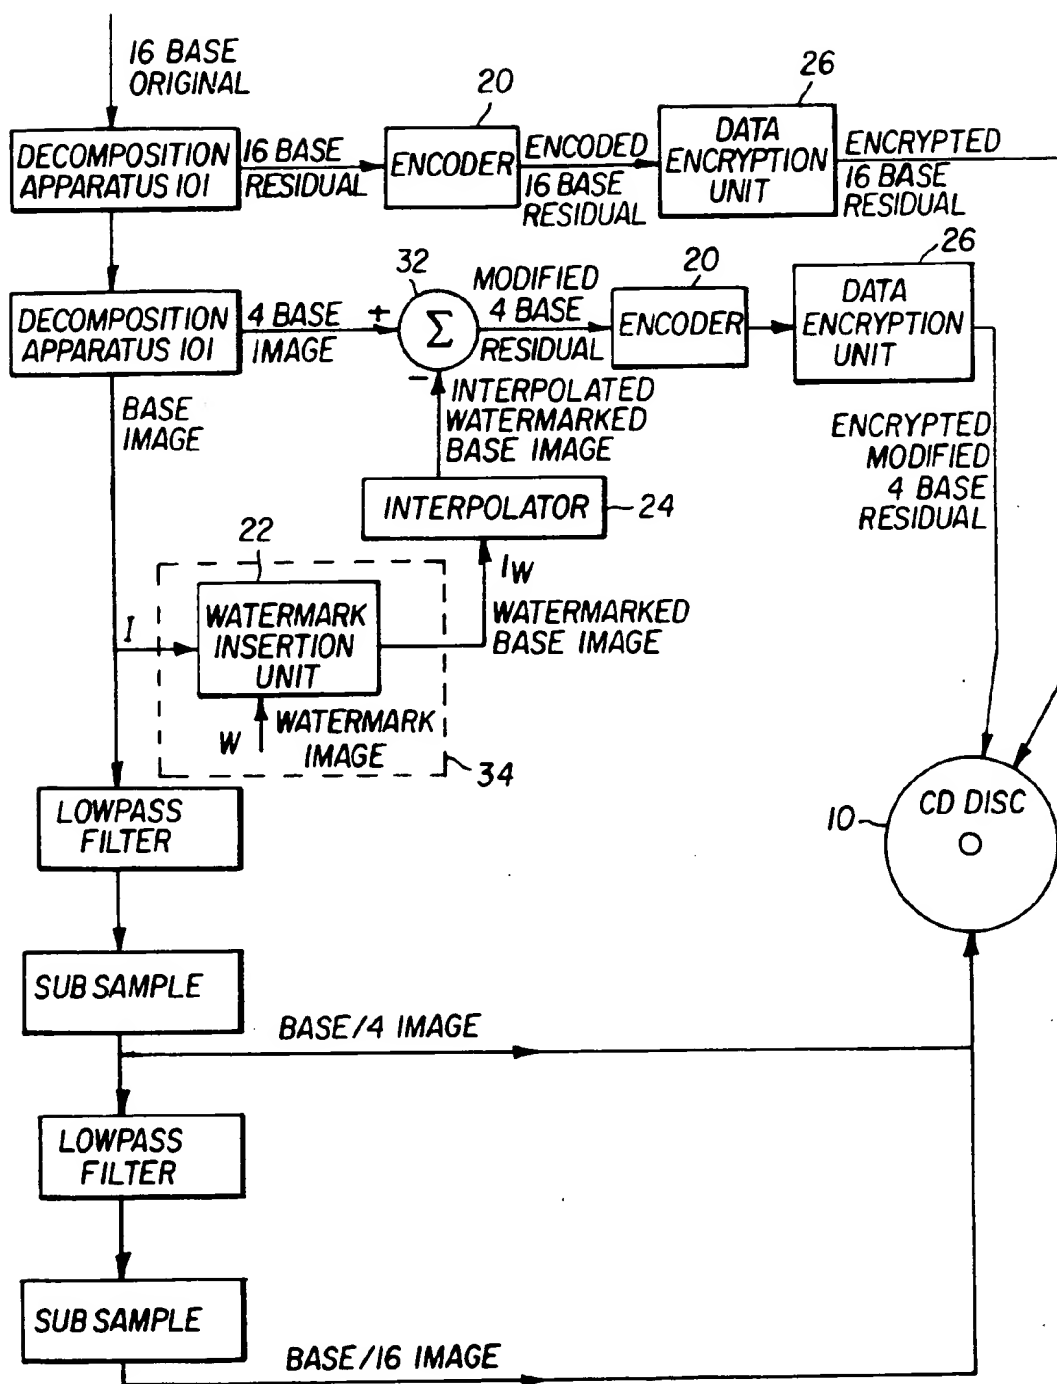 16 BASE
ORIGINAL
20
26
DECOMPOSITION
APPARATUS 101
16 BASE
RESIDUAL
ENCODER
ENCODED
16 BASE
RESIDUAL
DATA
ENCRYPTION
UNIT
ENCRYPTED
16 BASE
RESIDUAL
DECOMPOSITION
APPARATUS 101
4 BASE
IMAGE
+
32
Σ
−
MODIFIED
4 BASE
RESIDUAL
20
ENCODER
26
DATA
ENCRYPTION
UNIT
BASE
IMAGE
INTERPOLATED
WATERMARKED
BASE IMAGE
ENCRYPTED
MODIFIED
4 BASE
RESIDUAL
INTERPOLATOR
24
22
I
WATERMARK
INSERTION
UNIT
IW
WATERMARKED
BASE IMAGE
W
WATERMARK
IMAGE
34
LOWPASS
FILTER
10
CD DISC
SUB SAMPLE
BASE/4 IMAGE
LOWPASS
FILTER
SUB SAMPLE
BASE/16 IMAGE